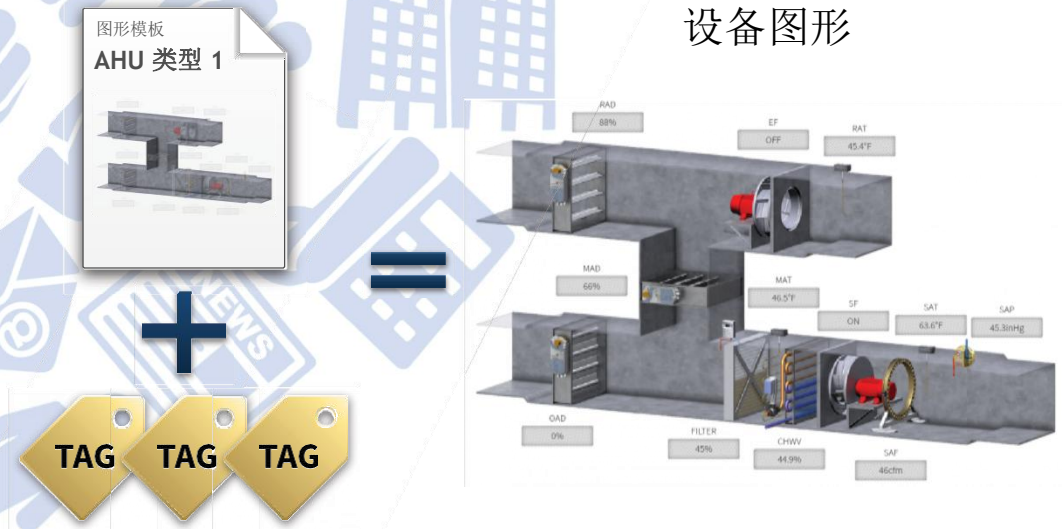 设备图形
图形模板
AHU 类型 1
RAD
88%
EF
OFF
RAT
45.4°F
MAD
66%
MAT
46.5°F
SF
ON
SAT
63.6°F
SAP
45.3inHg
OAD
0%
FILTER
45%
CHWV
44.9%
SAF
46cfm
NEWS
@
TAG
TAG
TAG